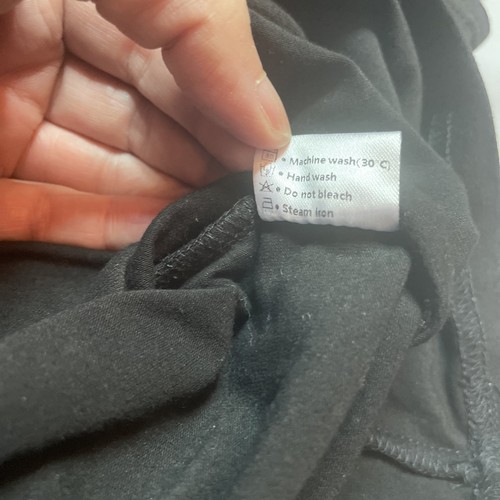 • Machine wash(30°C)
• Hand wash
• Do not bleach
• Steam iron